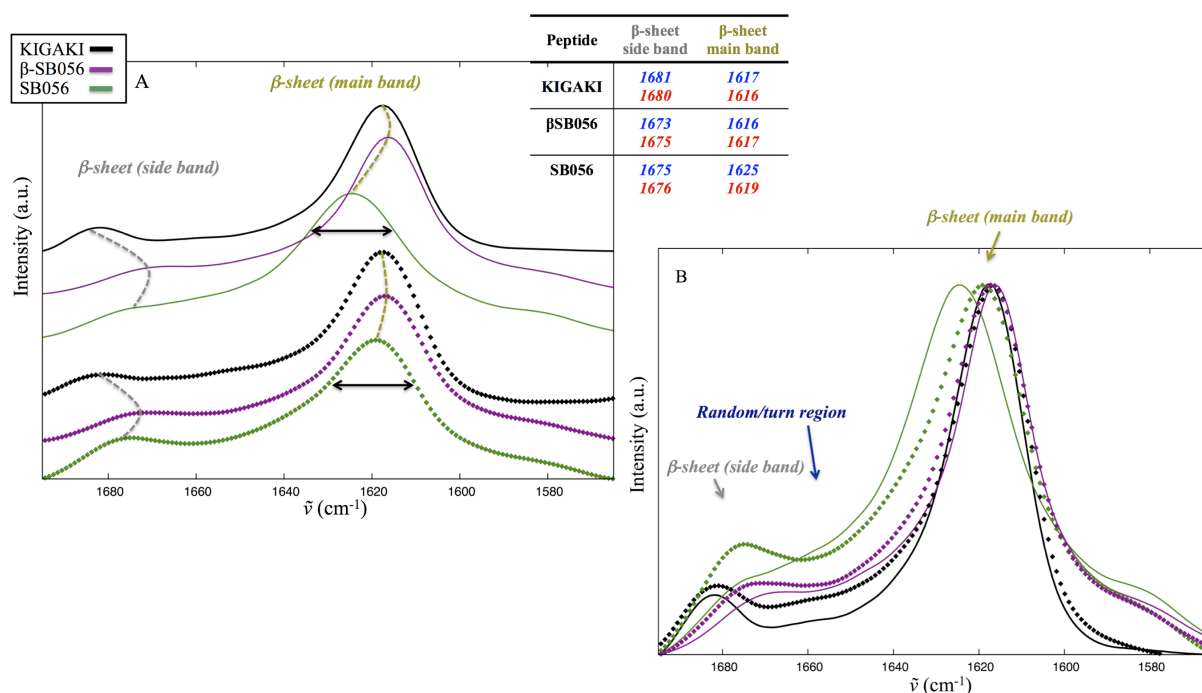 KIGAKI
β-SB056
SB056
A
β-sheet (main band)
β-sheet (side band)
Intensity (a.u.)
1680 1660 1640 1620 1600 1580
ν̃ (cm-1)
Peptide β-sheet side band β-sheet main band
KIGAKI 1681 1617
1680 1616
βSB056 1673 1616
1675 1617
SB056 1675 1625
1676 1619
β-sheet (main band)
B
Random/turn region
β-sheet (side band)
Intensity (a.u.)
1680 1660 1640 1620 1600 1580
ν̃ (cm-1)